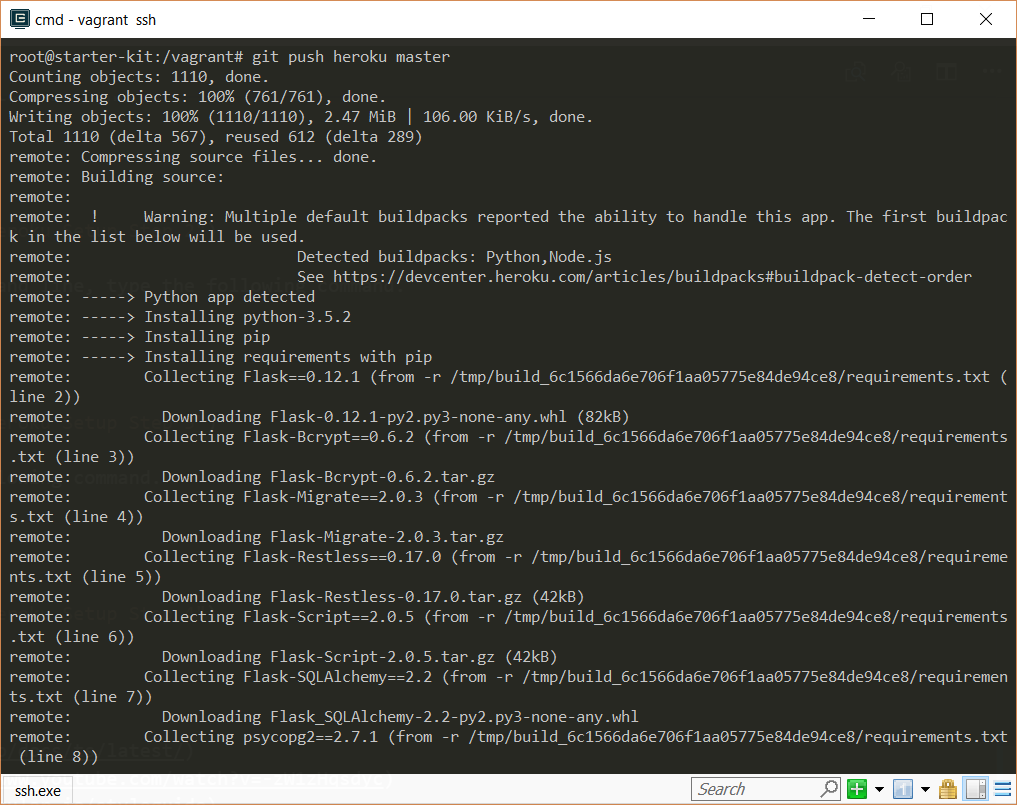 cmd - vagrant ssh
root@starter-kit:/vagrant# git push heroku master
Counting objects: 1110, done.
Compressing objects: 100% (761/761), done.
Writing objects: 100% (1110/1110), 2.47 MiB | 106.00 KiB/s, done.
Total 1110 (delta 567), reused 612 (delta 289)
remote: Compressing source files... done.
remote: Building source:
remote:
remote:  !     Warning: Multiple default buildpacks reported the ability to handle this app. The first buildpac
k in the list below will be used.
remote:                         Detected buildpacks: Python,Node.js
remote:                         See https://devcenter.heroku.com/articles/buildpacks#buildpack-detect-order
remote: -----> Python app detected
remote: -----> Installing python-3.5.2
remote: -----> Installing pip
remote: -----> Installing requirements with pip
remote:        Collecting Flask==0.12.1 (from -r /tmp/build_6c1566da6e706f1aa05775e84de94ce8/requirements.txt (
line 2))
remote:          Downloading Flask-0.12.1-py2.py3-none-any.whl (82kB)
remote:        Collecting Flask-Bcrypt==0.6.2 (from -r /tmp/build_6c1566da6e706f1aa05775e84de94ce8/requirements
.txt (line 3))
remote:          Downloading Flask-Bcrypt-0.6.2.tar.gz
remote:        Collecting Flask-Migrate==2.0.3 (from -r /tmp/build_6c1566da6e706f1aa05775e84de94ce8/requirement
s.txt (line 4))
remote:          Downloading Flask-Migrate-2.0.3.tar.gz
remote:        Collecting Flask-Restless==0.17.0 (from -r /tmp/build_6c1566da6e706f1aa05775e84de94ce8/requireme
nts.txt (line 5))
remote:          Downloading Flask-Restless-0.17.0.tar.gz (42kB)
remote:        Collecting Flask-Script==2.0.5 (from -r /tmp/build_6c1566da6e706f1aa05775e84de94ce8/requirements
.txt (line 6))
remote:          Downloading Flask-Script-2.0.5.tar.gz (42kB)
remote:        Collecting Flask-SQLAlchemy==2.2 (from -r /tmp/build_6c1566da6e706f1aa05775e84de94ce8/requiremen
ts.txt (line 7))
remote:          Downloading Flask_SQLAlchemy-2.2-py2.py3-none-any.whl
remote:        Collecting psycopg2==2.7.1 (from -r /tmp/build_6c1566da6e706f1aa05775e84de94ce8/requirements.txt
 (line 8))
ssh.exe
Search
1